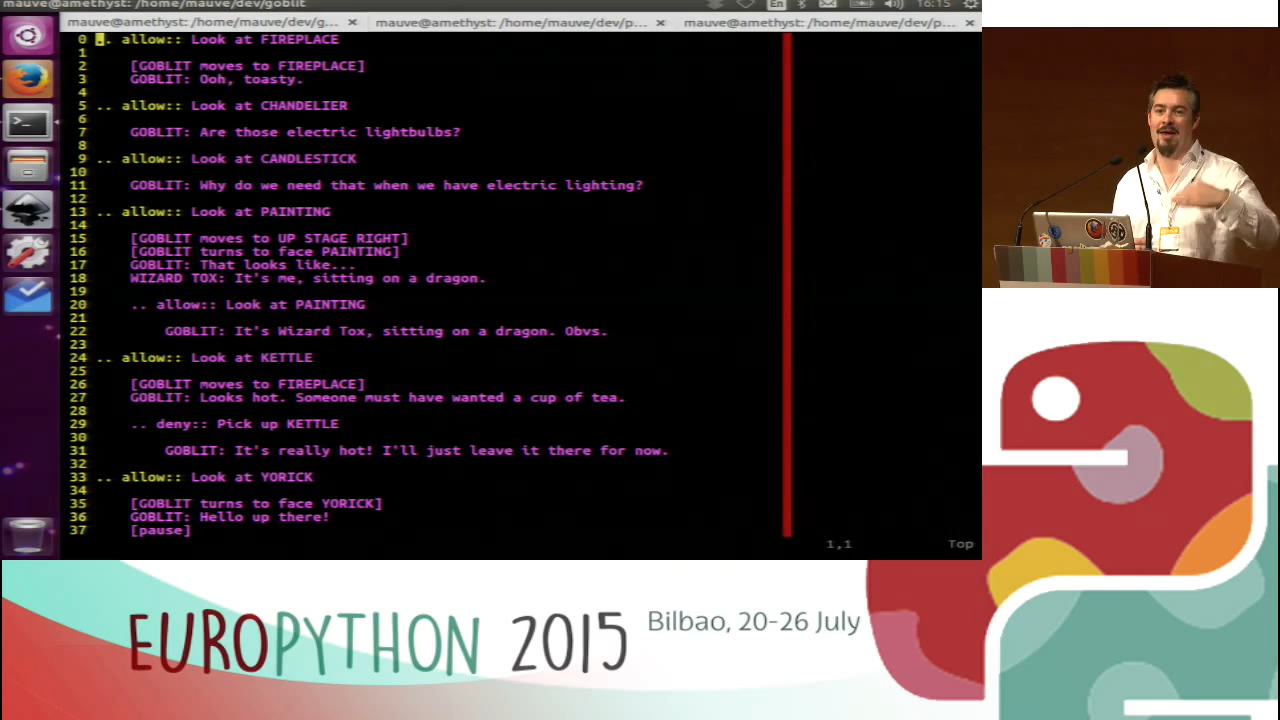 mauve@amethyst: /home/mauve/dev/goblit
En
16:15
mauve@amethyst: /home/mauve/dev/g... × mauve@amethyst: /home/mauve/dev/p... × mauve@amethyst: /home/mauve/dev/p... ×
0 .. allow:: Look at FIREPLACE
1
2 [GOBLIT moves to FIREPLACE]
3 GOBLIT: Ooh, toasty.
4
5 .. allow:: Look at CHANDELIER
6
7 GOBLIT: Are those electric lightbulbs?
8
9 .. allow:: Look at CANDLESTICK
10
11 GOBLIT: Why do we need that when we have electric lighting?
12
13 .. allow:: Look at PAINTING
14
15 [GOBLIT moves to UP STAGE RIGHT]
16 [GOBLIT turns to face PAINTING]
17 GOBLIT: That looks like...
18 WIZARD TOX: It's me, sitting on a dragon.
19
20 .. allow:: Look at PAINTING
21
22 GOBLIT: It's Wizard Tox, sitting on a dragon. Obvs.
23
24 .. allow:: Look at KETTLE
25
26 [GOBLIT moves to FIREPLACE]
27 GOBLIT: Looks hot. Someone must have wanted a cup of tea.
28
29 .. deny:: Pick up KETTLE
30
31 GOBLIT: It's really hot! I'll just leave it there for now.
32
33 .. allow:: Look at YORICK
34
35 [GOBLIT turns to face YORICK]
36 GOBLIT: Hello up there!
37 [pause]
1,1 Top
EUROPYTHON 2015
Bilbao, 20-26 July